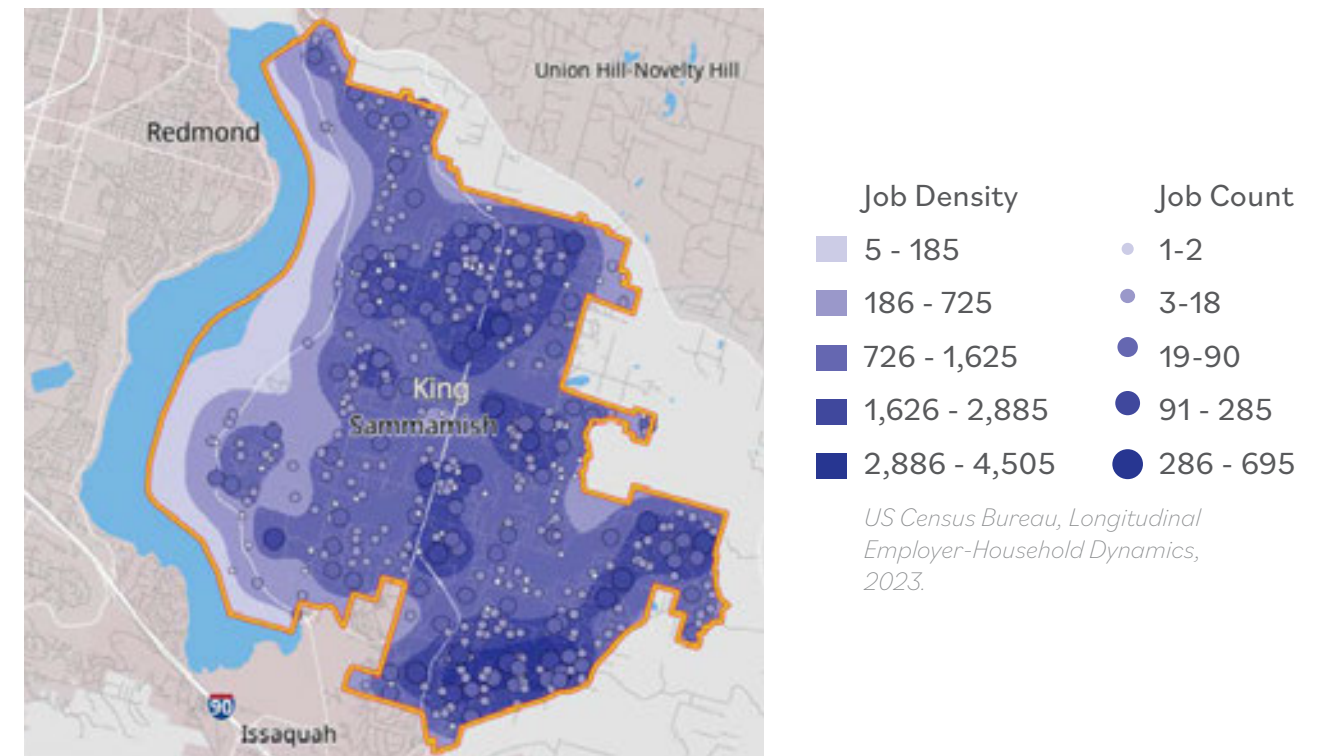 Union Hill-Novelty Hill
Redmond
King
Sammamish
90
Issaquah
Job Density
5 - 185
186 - 725
726 - 1,625
1,626 - 2,885
2,886 - 4,505
Job Count
1-2
3-18
19-90
91 - 285
286 - 695
US Census Bureau, Longitudinal
Employer-Household Dynamics,
2023.